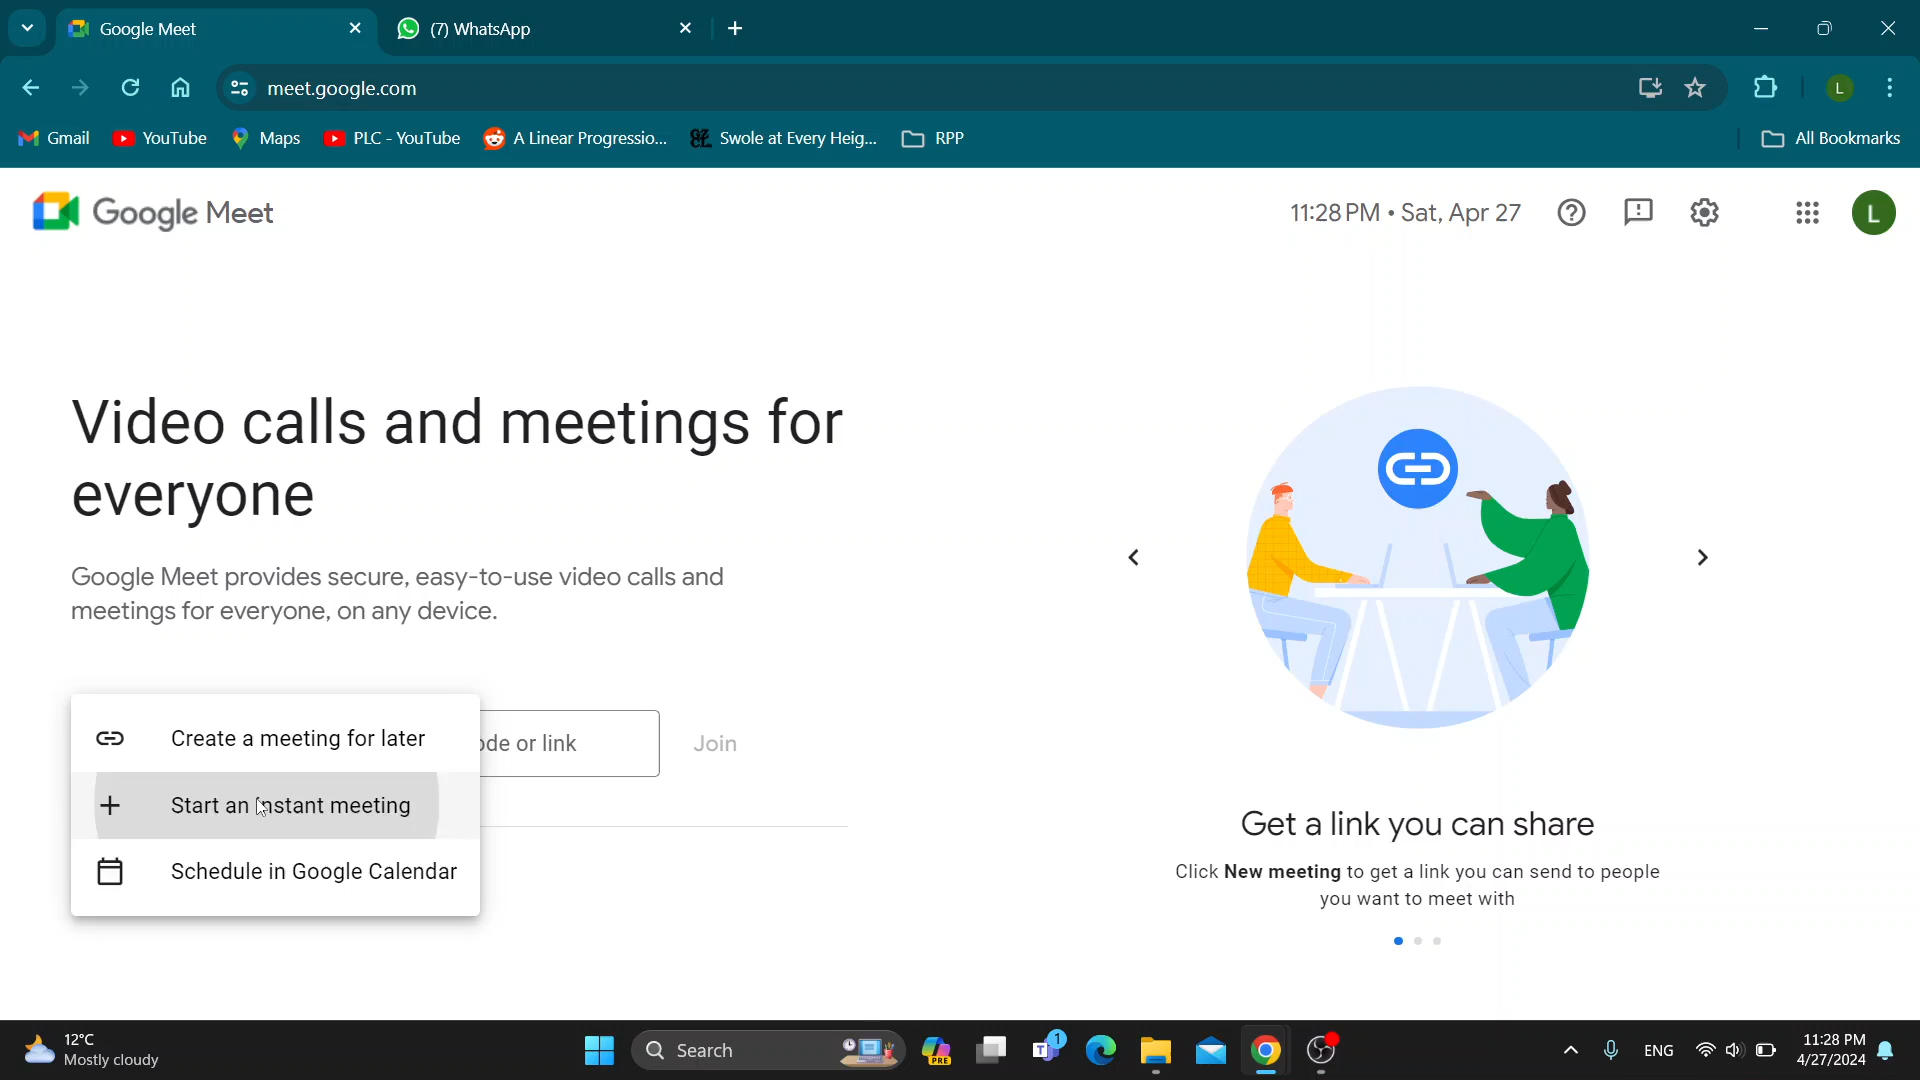 Google Meet
(7) WhatsApp
meet.google.com
L
Gmail
YouTube
Maps
PLC - YouTube
A Linear Progressio...
Swole at Every Heig...
RPP
All Bookmarks
Google Meet
11:28 PM • Sat, Apr 27
L
Video calls and meetings for
everyone
Google Meet provides secure, easy-to-use video calls and
meetings for everyone, on any device.
Create a meeting for later
ode or link
Join
Start an instant meeting
Schedule in Google Calendar
Get a link you can share
Click New meeting to get a link you can send to people
you want to meet with
12°C
Mostly cloudy
Search
PRE
1
ENG
11:28 PM
4/27/2024